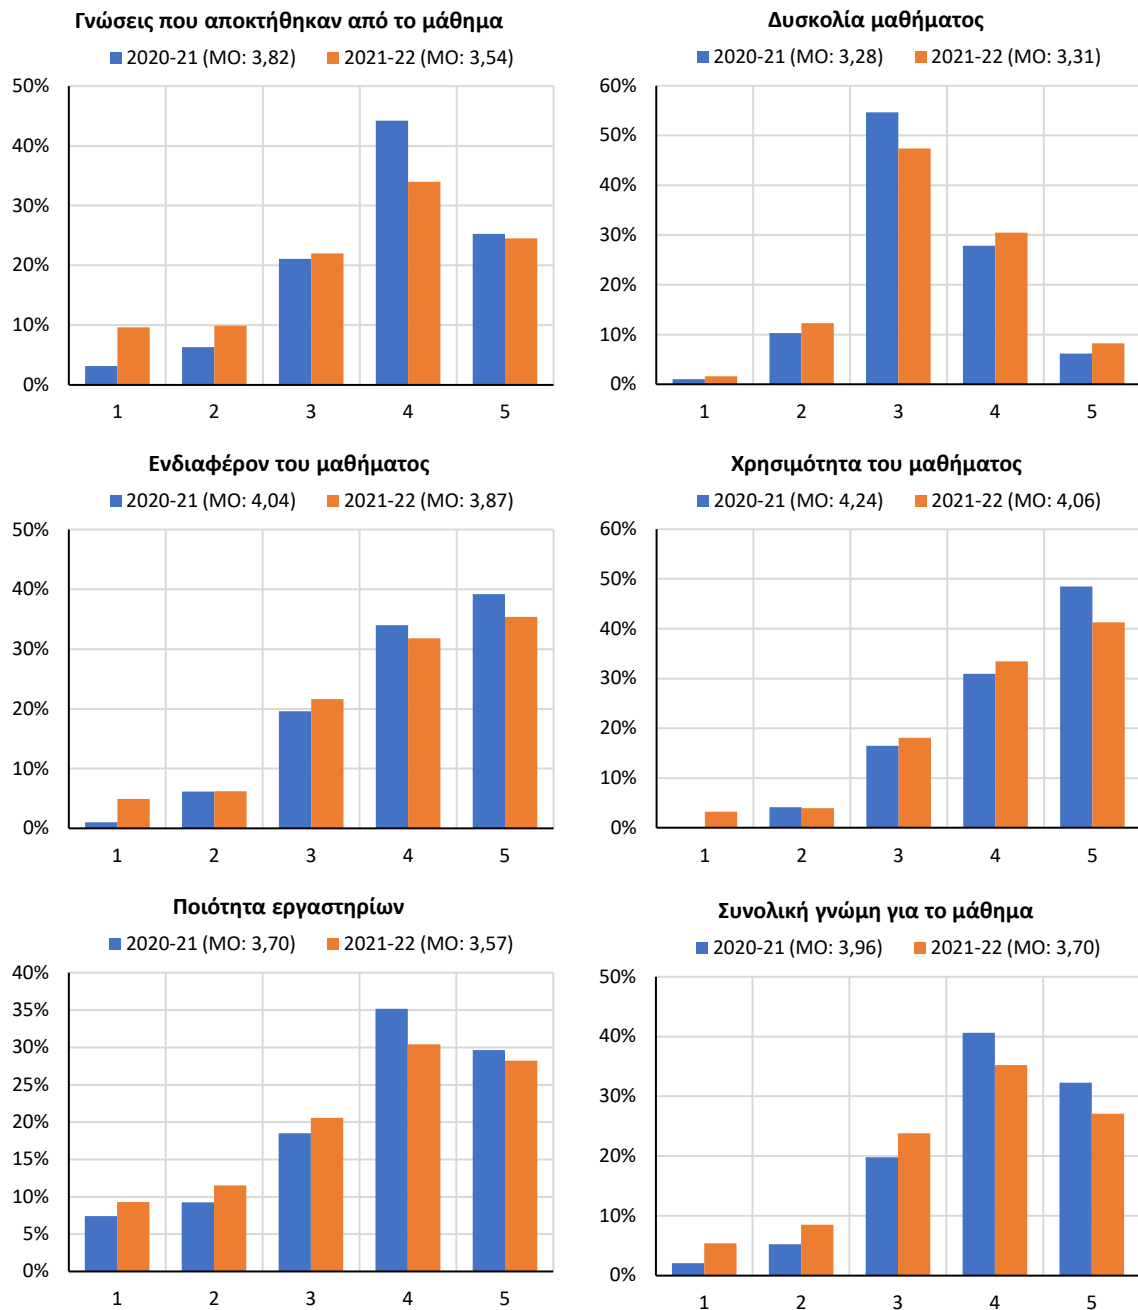 Γνώσεις που αποκτήθηκαν από το μάθημα
2020-21 (ΜΟ: 3,82) 2021-22 (ΜΟ: 3,54)
50%
40%
30%
20%
10%
0%
1 2 3 4 5
Δυσκολία μαθήματος
2020-21 (ΜΟ: 3,28) 2021-22 (ΜΟ: 3,31)
60%
50%
40%
30%
20%
10%
0%
1 2 3 4 5
Ενδιαφέρον του μαθήματος
2020-21 (ΜΟ: 4,04) 2021-22 (ΜΟ: 3,87)
50%
40%
30%
20%
10%
0%
1 2 3 4 5
Χρησιμότητα του μαθήματος
2020-21 (ΜΟ: 4,24) 2021-22 (ΜΟ: 4,06)
60%
50%
40%
30%
20%
10%
0%
1 2 3 4 5
Ποιότητα εργαστηρίων
2020-21 (ΜΟ: 3,70) 2021-22 (ΜΟ: 3,57)
40%
35%
30%
25%
20%
15%
10%
5%
0%
1 2 3 4 5
Συνολική γνώμη για το μάθημα
2020-21 (ΜΟ: 3,96) 2021-22 (ΜΟ: 3,70)
50%
40%
30%
20%
10%
0%
1 2 3 4 5